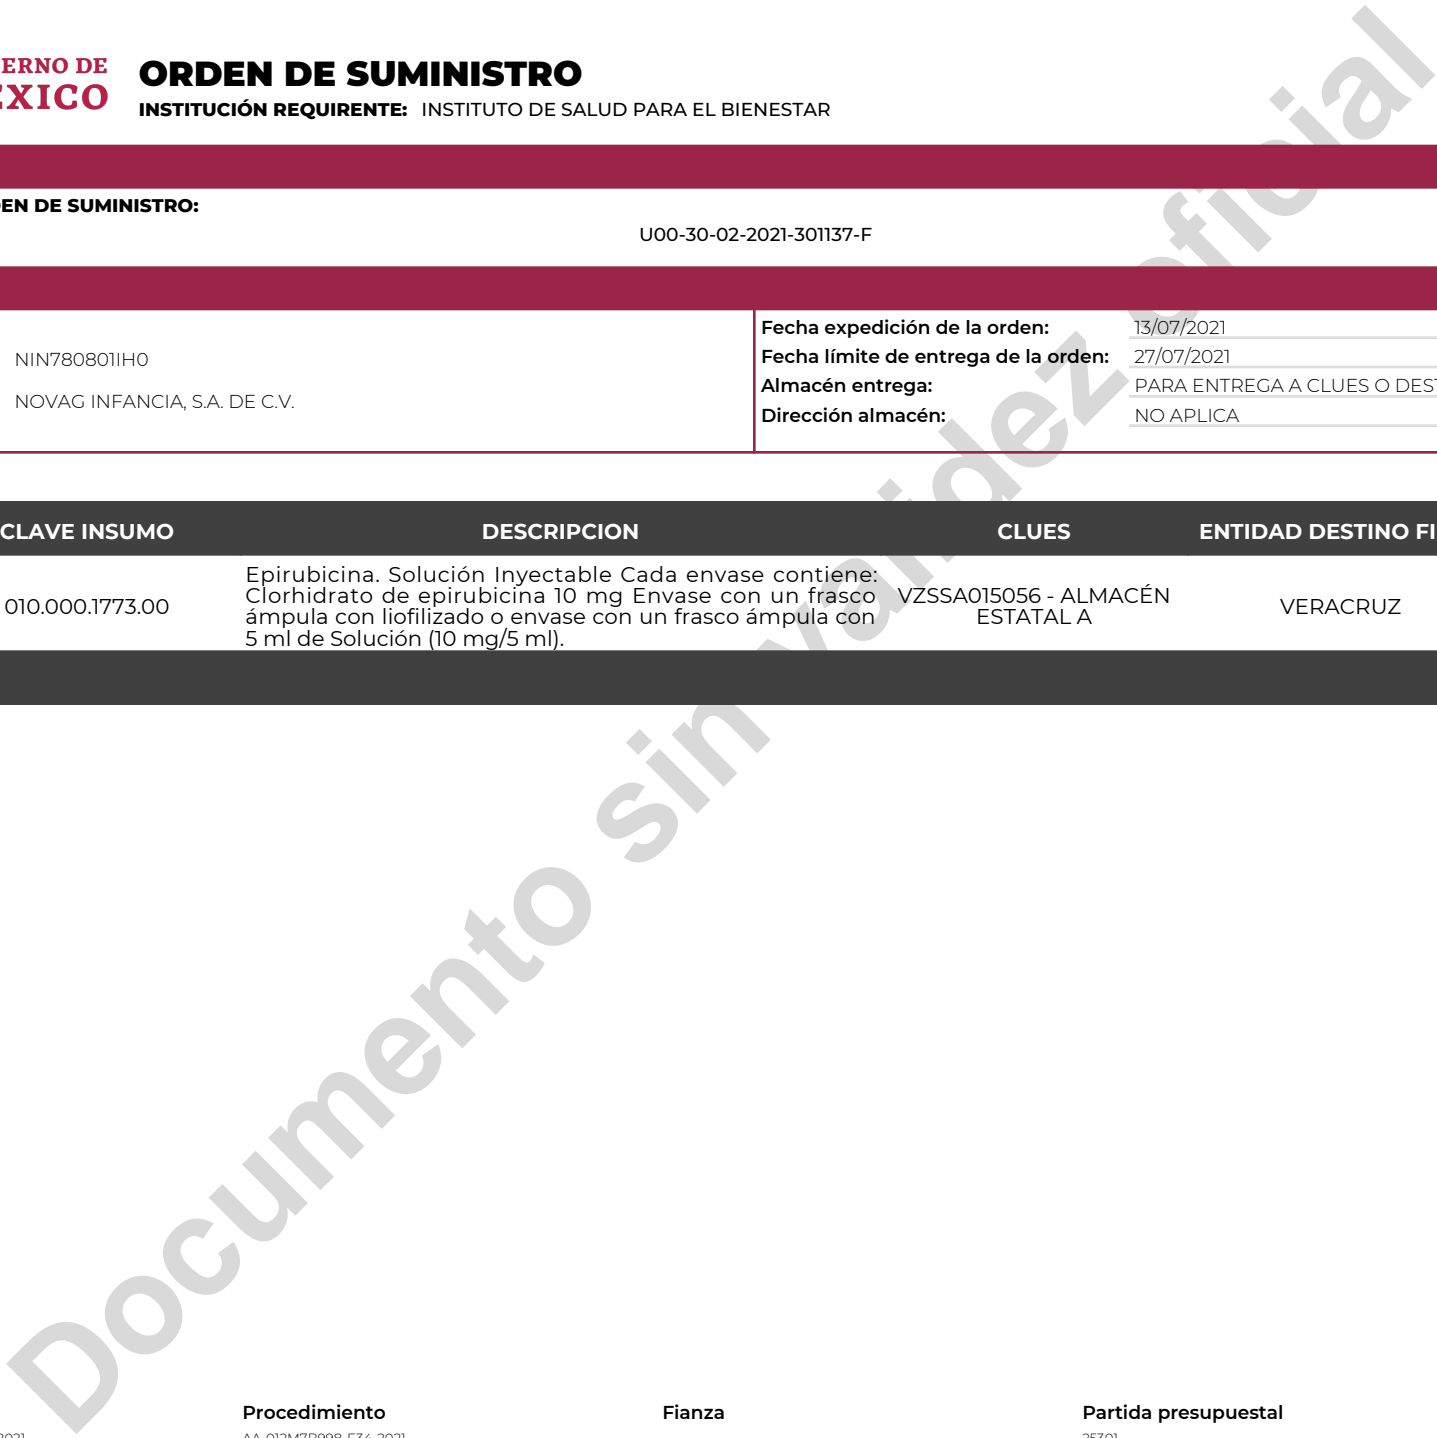 ERNO DE
EXICO
ORDEN DE SUMINISTRO
INSTITUCIÓN REQUIRENTE: INSTITUTO DE SALUD PARA EL BIENESTAR
EN DE SUMINISTRO:
U00-30-02-2021-301137-F
NIN780801IH0
NOVAG INFANCIA, S.A. DE C.V.
Fecha expedición de la orden: 13/07/2021
Fecha límite de entrega de la orden: 27/07/2021
Almacén entrega: PARA ENTREGA A CLUES O DEST
Dirección almacén: NO APLICA
CLAVE INSUMO DESCRIPCION CLUES ENTIDAD DESTINO FI
010.000.1773.00
Epirubicina. Solución Inyectable Cada envase contiene:
Clorhidrato de epirubicina 10 mg Envase con un frasco
ámpula con liofilizado o envase con un frasco ámpula con
5 ml de Solución (10 mg/5 ml).
VZSSA015056 - ALMACÉN
ESTATAL A
VERACRUZ
Documento sin validez oficial
Procedimiento Fianza Partida presupuestal